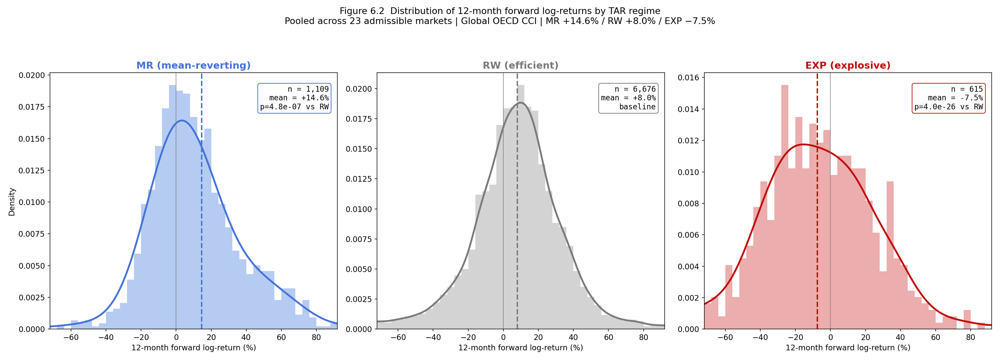 Figure 6.2  Distribution of 12-month forward log-returns by TAR regime
Pooled across 23 admissible markets | Global OECD CCI | MR +14.6% / RW +8.0% / EXP −7.5%
MR (mean-reverting)
n = 1,109
mean = +14.6%
p=4.8e-07 vs RW
0.0200
0.0175
0.0150
0.0125
0.0100
0.0075
0.0050
0.0025
0.0000
Density
−60 −40 −20 0 20 40 60 80
12-month forward log-return (%)
RW (efficient)
n = 6,676
mean = +8.0%
baseline
0.0200
0.0175
0.0150
0.0125
0.0100
0.0075
0.0050
0.0025
0.0000
−60 −40 −20 0 20 40 60 80
12-month forward log-return (%)
EXP (explosive)
n = 615
mean = -7.5%
p=4.0e-26 vs RW
0.016
0.014
0.012
0.010
0.008
0.006
0.004
0.002
0.000
−60 −40 −20 0 20 40 60 80
12-month forward log-return (%)